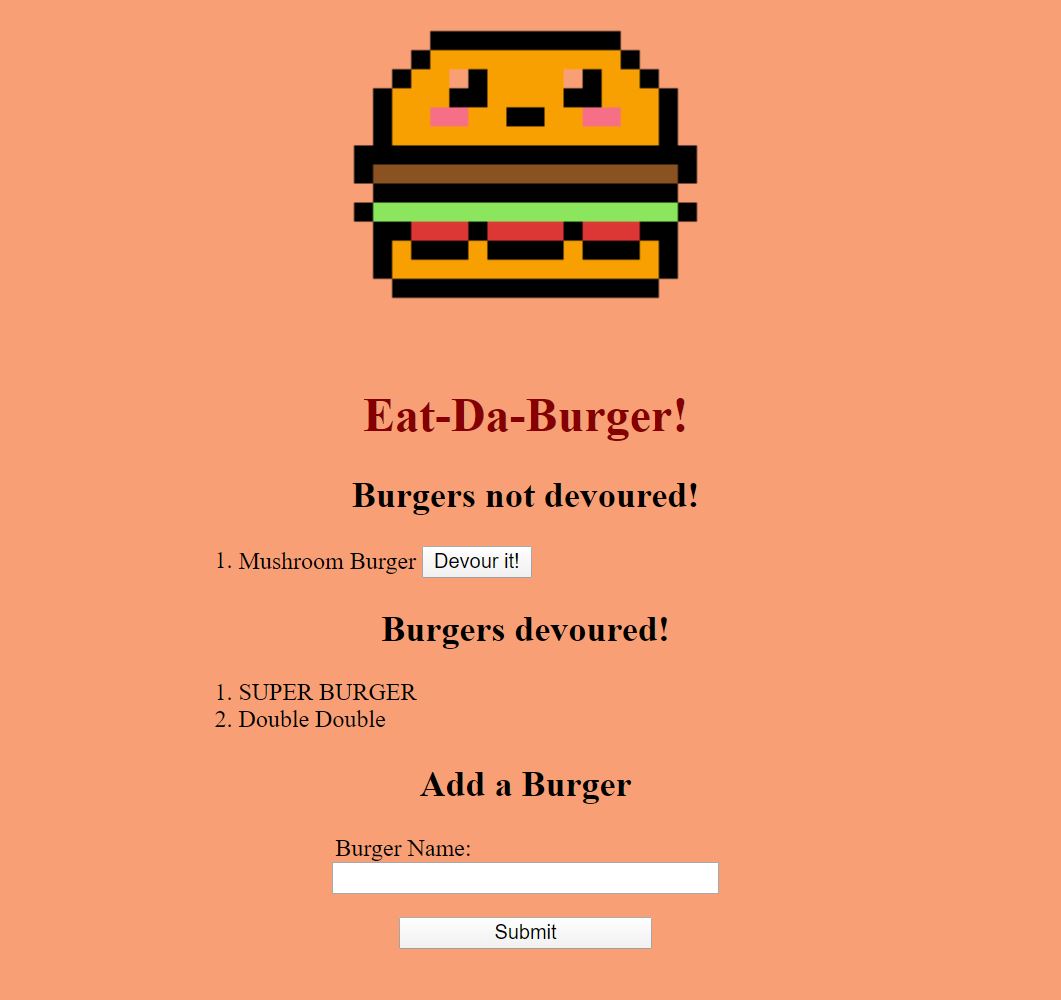 Eat-Da-Burger!
Burgers not devoured!
1. Mushroom Burger Devour it!
Burgers devoured!
1. SUPER BURGER
2. Double Double
Add a Burger
Burger Name:
Submit